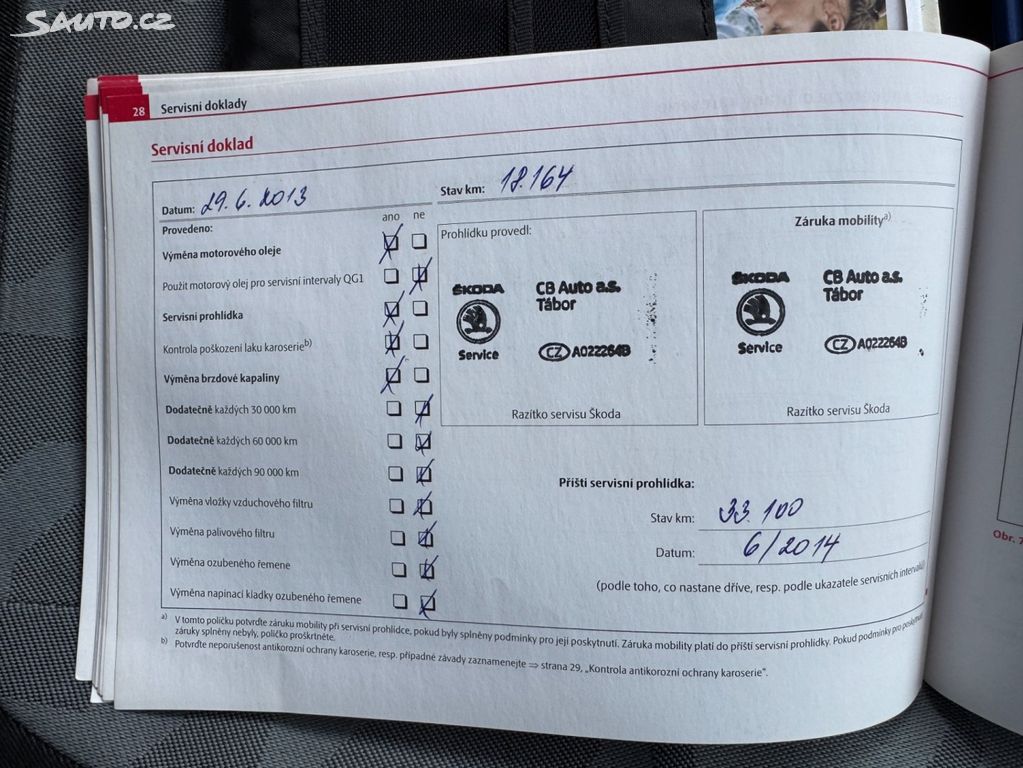 SAUTO.CZ
28 Servisní doklady
Servisní doklad
Datum: 29.6.2013 Stav km: 18.164
Provedeno: ano ne
Výměna motorového oleje
Použit motorový olej pro servisní intervaly QG1
Servisní prohlídka
Kontrola poškození laku karoserie b)
Výměna brzdové kapaliny
Dodatečně každých 30 000 km
Dodatečně každých 60 000 km
Dodatečně každých 90 000 km
Výměna vložky vzduchového filtru
Výměna palivového filtru
Výměna ozubeného řemene
Výměna napínací kladky ozubeného řemene
Prohlídku provedl:
ŠKODA
Service
CB Auto a.s.
Tábor
CZ A022264B
Razítko servisu Škoda
Záruka mobility a)
ŠKODA
Service
CB Auto a.s.
Tábor
CZ A022264B
Razítko servisu Škoda
Příští servisní prohlídka:
Stav km: 33.100
Datum: 6/2014
(podle toho, co nastane dříve, resp. podle ukazatele servisních intervalů)
a) V tomto políčku potvrďte záruku mobility při servisní prohlídce, pokud byly splněny podmínky pro její poskytnutí. Záruka mobility platí do příští servisní prohlídky. Pokud podmínky pro poskytnutí
záruky splněny nebyly, políčko proškrtněte.
b) Potvrďte neporušenost antikorozní ochrany karoserie, resp. případné závady zaznamenejte ⇒ strana 29, „Kontrola antikorozní ochrany karoserie".
Obr. 7